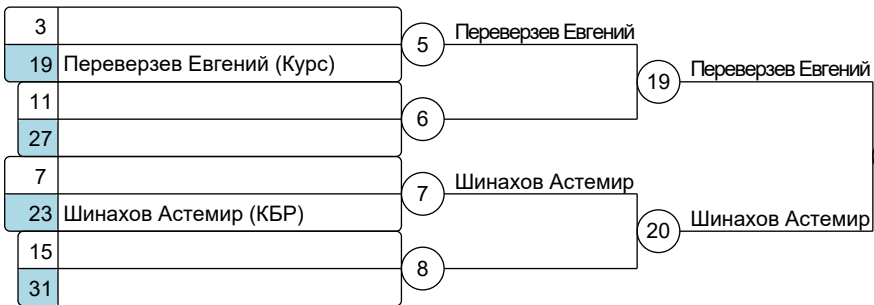 3
5
Переверзев Евгений
19 Переверзев Евгений (Курс)
19
Переверзев Евгений
11
6
27
7
7
Шинахов Астемир
23 Шинахов Астемир (КБР)
20
Шинахов Астемир
15
8
31